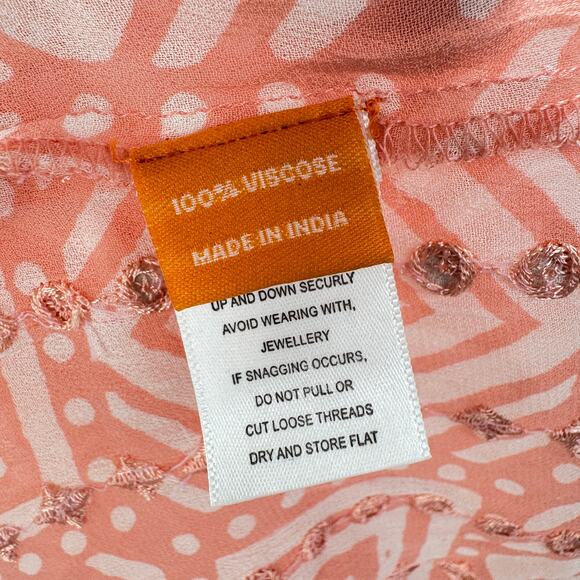 100% VISCOSE
MADE IN INDIA
UP AND DOWN SECURLY
AVOID WEARING WITH,
JEWELLERY
IF SNAGGING OCCURS,
DO NOT PULL OR
CUT LOOSE THREADS
DRY AND STORE FLAT